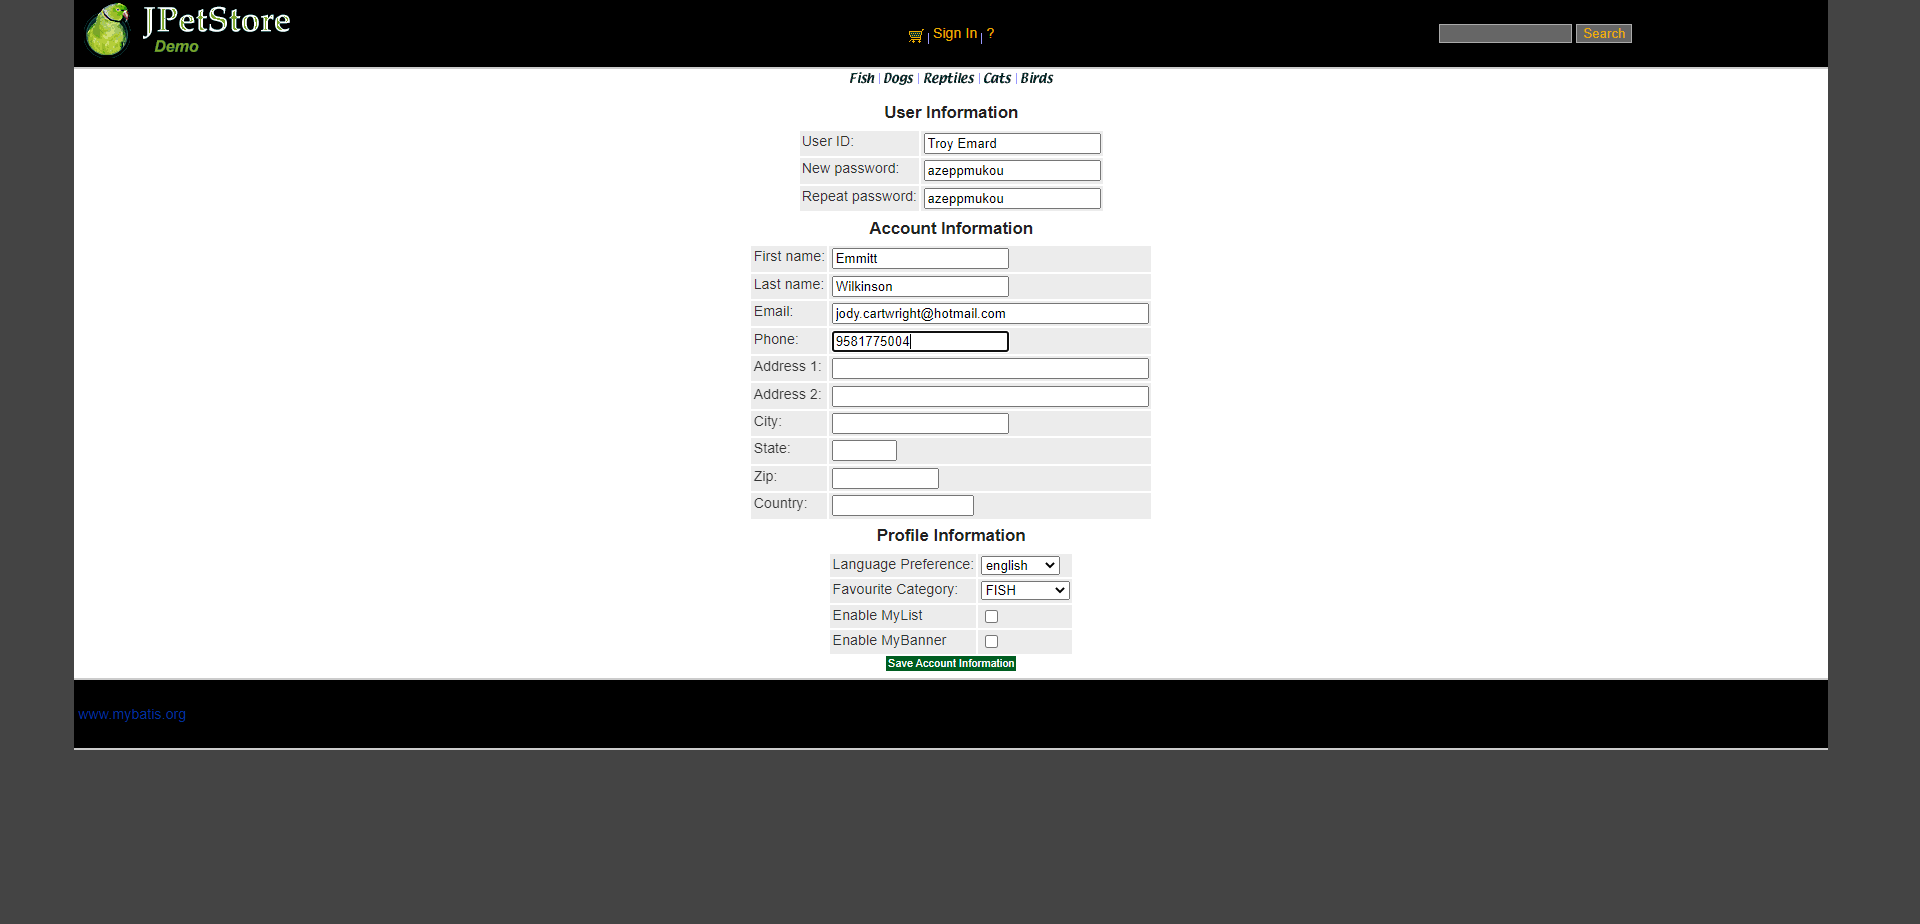 JPetStore
Demo
Sign In | ?
Search
Fish | Dogs | Reptiles | Cats | Birds
User Information
User ID: Troy Emard
New password: azeppmukou
Repeat password: azeppmukou
Account Information
First name: Emmitt
Last name: Wilkinson
Email: jody.cartwright@hotmail.com
Phone: 9581775004
Address 1:
Address 2:
City:
State:
Zip:
Country:
Profile Information
Language Preference: english
Favourite Category: FISH
Enable MyList
Enable MyBanner
Save Account Information
www.mybatis.org